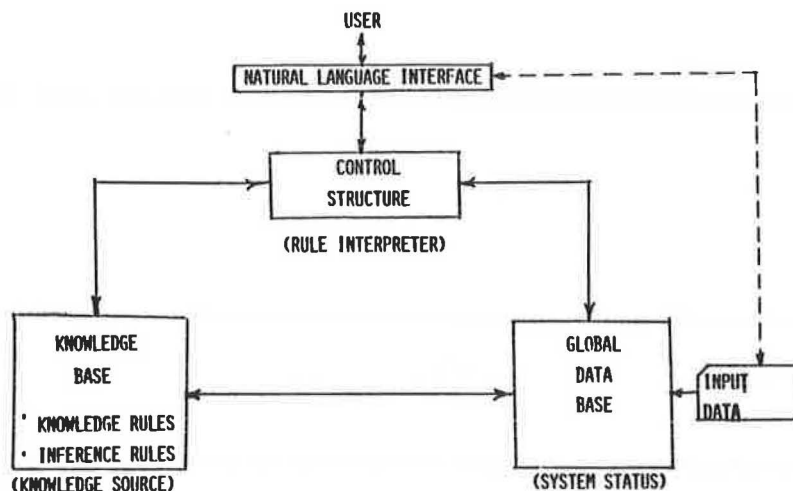 USER
NATURAL LANGUAGE INTERFACE
CONTROL
STRUCTURE
(RULE INTERPRETER)
KNOWLEDGE
BASE
• KNOWLEDGE RULES
• INFERENCE RULES
(KNOWLEDGE SOURCE)
GLOBAL
DATA
BASE
(SYSTEM STATUS)
INPUT
DATA